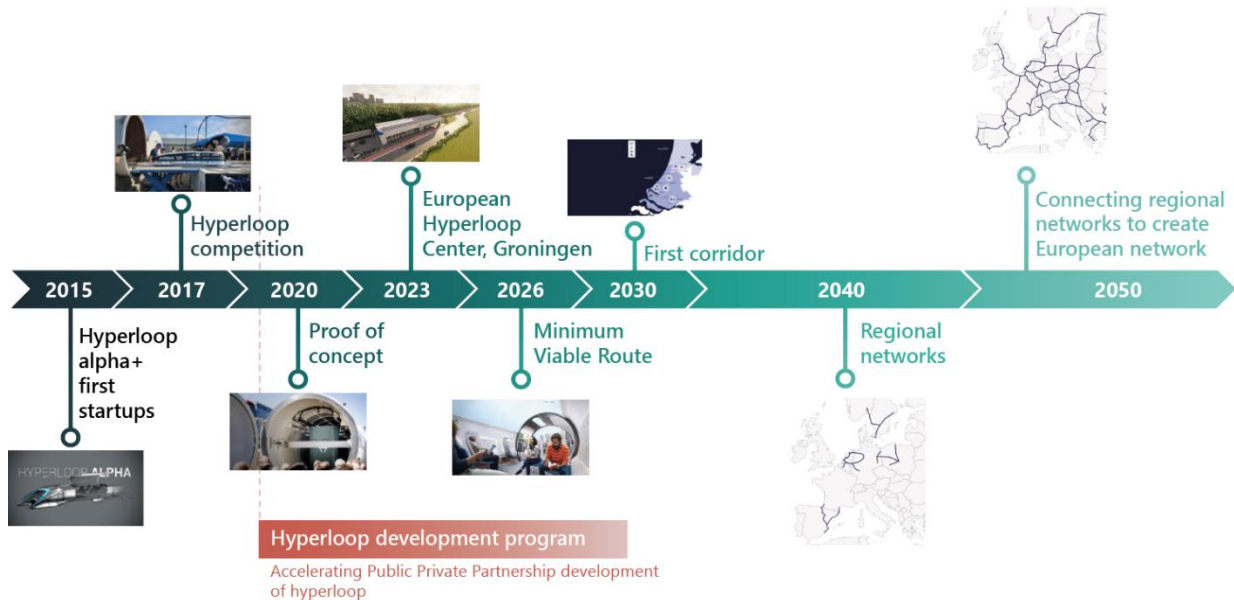 Hyperloop
competition
European
Hyperloop
Center, Groningen
First corridor
Connecting regional
networks to create
European network
2015
2017
2020
2023
2026
2030
2040
2050
Hyperloop
alpha+
first
startups
Proof of
concept
Minimum
Viable Route
Regional
networks
HYPERLOOP ALPHA
Hyperloop development program
Accelerating Public Private Partnership development
of hyperloop